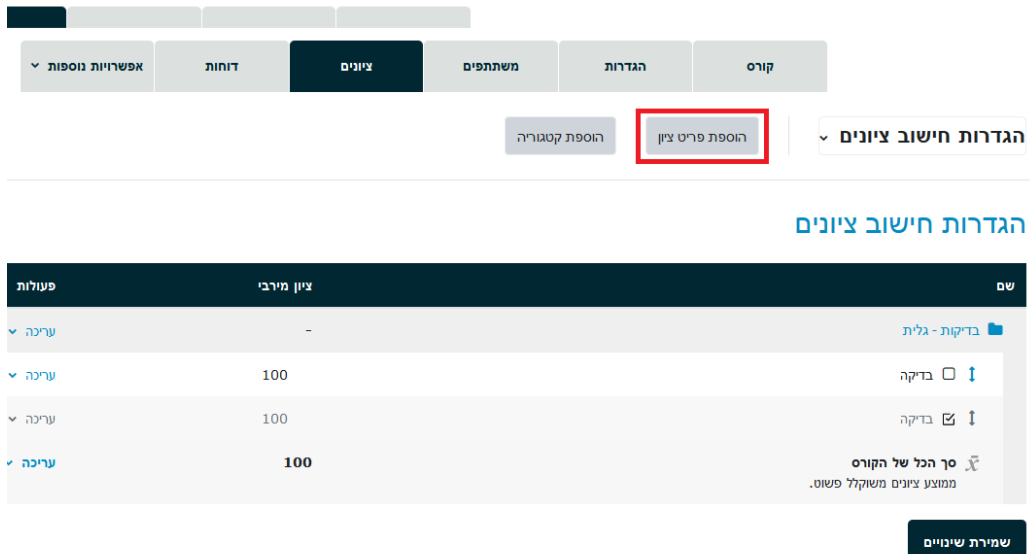 קורס הגדרות משתתפים ציונים דוחות אפשרויות נוספות
הגדרות חישוב ציונים הוספת פריט ציון הוספת קטגוריה
הגדרות חישוב ציונים
שם ציון מירבי פעולות
בדיקות - גלית - עריכה
בדיקה 100 עריכה
בדיקה 100 עריכה
סך הכל של הקורס 100 עריכה
ממוצע ציונים משוקלל פשוט.
שמירת שינויים